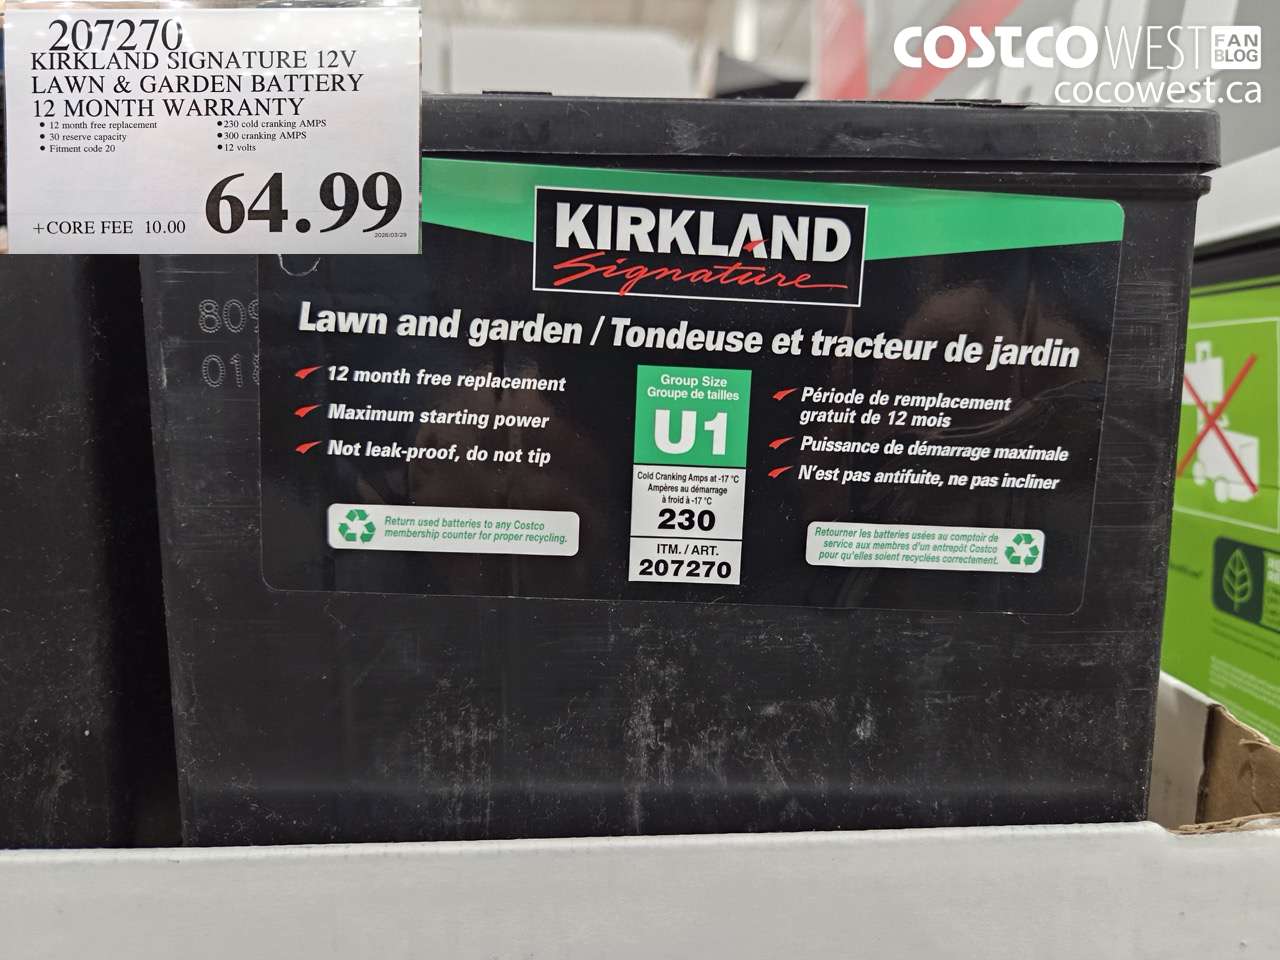 207270
KIRKLAND SIGNATURE 12V
LAWN & GARDEN BATTERY
12 MONTH WARRANTY
• 12 month free replacement
• 30 reserve capacity
• Fitment code 20
• 230 cold cranking AMPS
• 300 cranking AMPS
• 12 volts
+CORE FEE 10.00
64.99
2026/03/29
COSTCO WEST FAN BLOG
cocowest.ca
KIRKLAND
Signature
Lawn and garden / Tondeuse et tracteur de jardin
12 month free replacement
Maximum starting power
Not leak-proof, do not tip
Return used batteries to any Costco
membership counter for proper recycling.
Group Size
Groupe de tailles
U1
Cold Cranking Amps at -17 °C
Ampères au démarrage
à froid à -17 °C
230
ITM. / ART.
207270
Période de remplacement
gratuit de 12 mois
Puissance de démarrage maximale
N'est pas antifuite, ne pas incliner
Retourner les batteries usées au comptoir de
service aux membres d'un entrepôt Costco
pour qu'elles soient recyclées correctement.